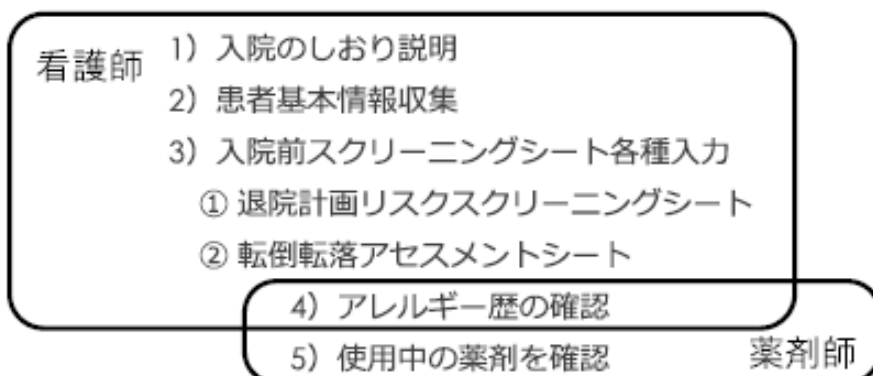 看護師
1）入院のしおり説明
2）患者基本情報収集
3）入院前スクリーニングシート各種入力
① 退院計画リスクスクリーニングシート
② 転倒転落アセスメントシート
4）アレルギー歴の確認
5）使用中の薬剤を確認
薬剤師